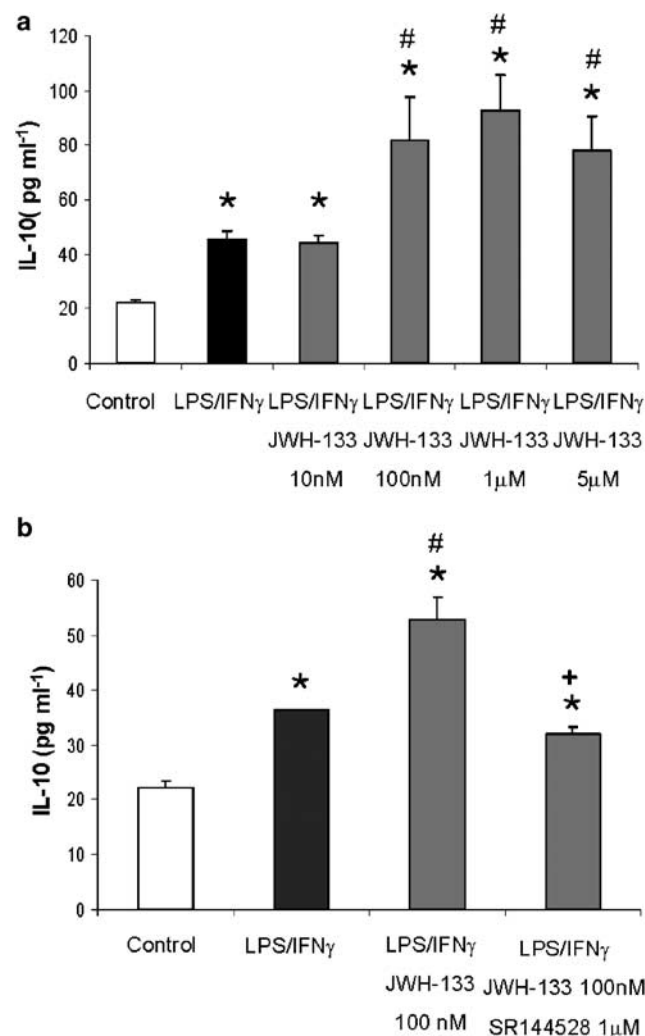 a
IL-10( pg ml-1)
120
100
80
60
40
20
0
* * # * # * # *
Control LPS/IFNγ LPS/IFNγ LPS/IFNγ LPS/IFNγ LPS/IFNγ
JWH-133 JWH-133 JWH-133 JWH-133
10nM 100nM 1μM 5μM
b
IL-10 (pg ml-1)
60
50
40
30
20
10
0
* # * + *
Control LPS/IFNγ LPS/IFNγ LPS/IFNγ
JWH-133 JWH-133 100nM
100 nM SR144528 1μM